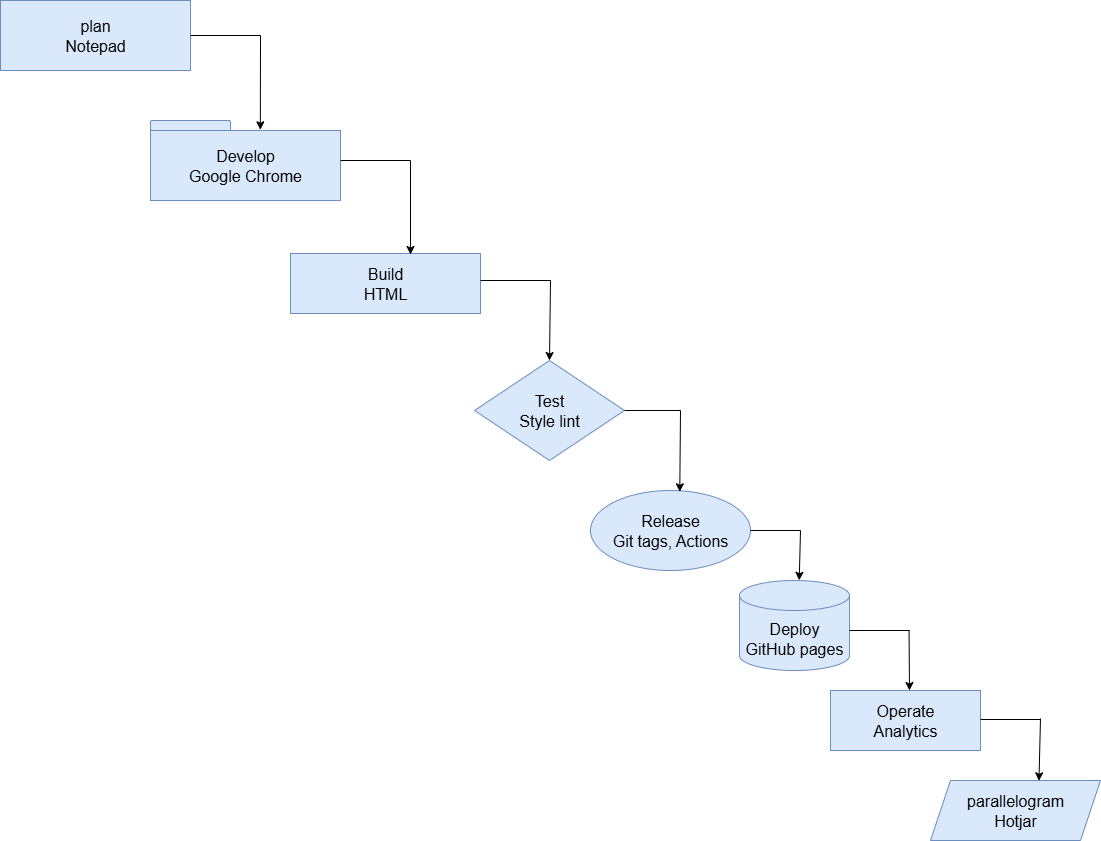 plan
Notepad
Develop
Google Chrome
Build
HTML
Test
Style lint
Release
Git tags, Actions
Deploy
GitHub pages
Operate
Analytics
parallelogram
Hotjar